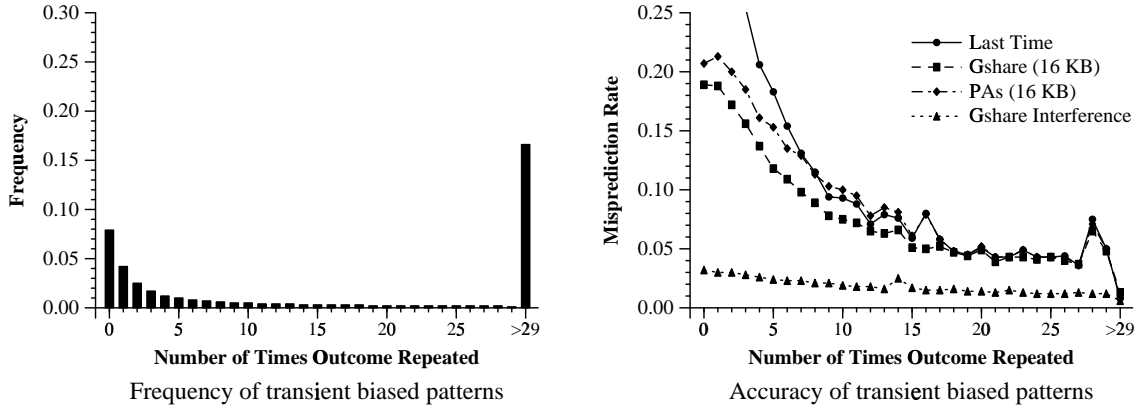 0.30
0.25
0.20
0.15
0.10
0.05
0.00
Frequency
0 5 10 15 20 25 >29
Number of Times Outcome Repeated
Frequency of transient biased patterns
0.25
0.20
0.15
0.10
0.05
0.00
Misprediction Rate
Last Time
Gshare (16 KB)
PAs (16 KB)
Gshare Interference
0 5 10 15 20 25 >29
Number of Times Outcome Repeated
Accuracy of transient biased patterns